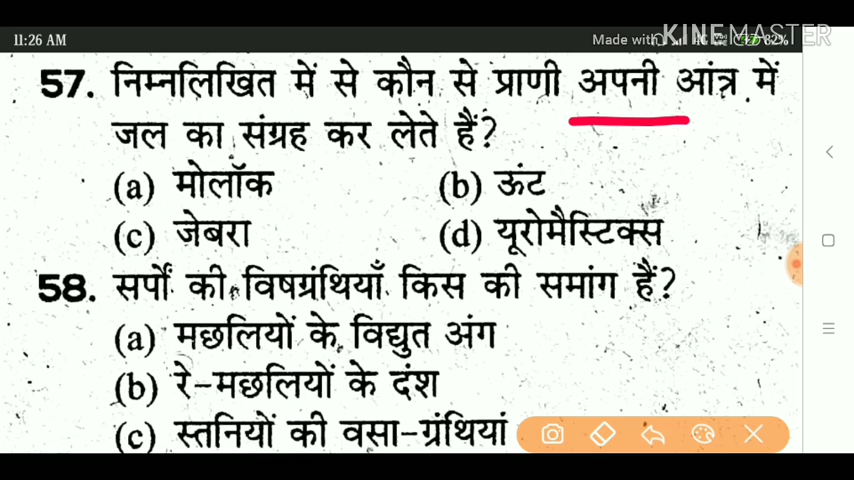 11:26 AM
Made with
KINEMASTER
82%
57. निम्नलिखित में से कौन से प्राणी अपनी आंत्र में
जल का संग्रह कर लेते हैं?
(a) मोलॉक (b) ऊंट
(c) जेबरा (d) यूरोमैस्टिक्स
58. सर्पों की विषग्रंथियाँ किस की समांग हैं?
(a) मछलियों के विद्युत अंग
(b) रे-मछलियों के दंश
(c) स्तनियों की वसा-ग्रंथियां